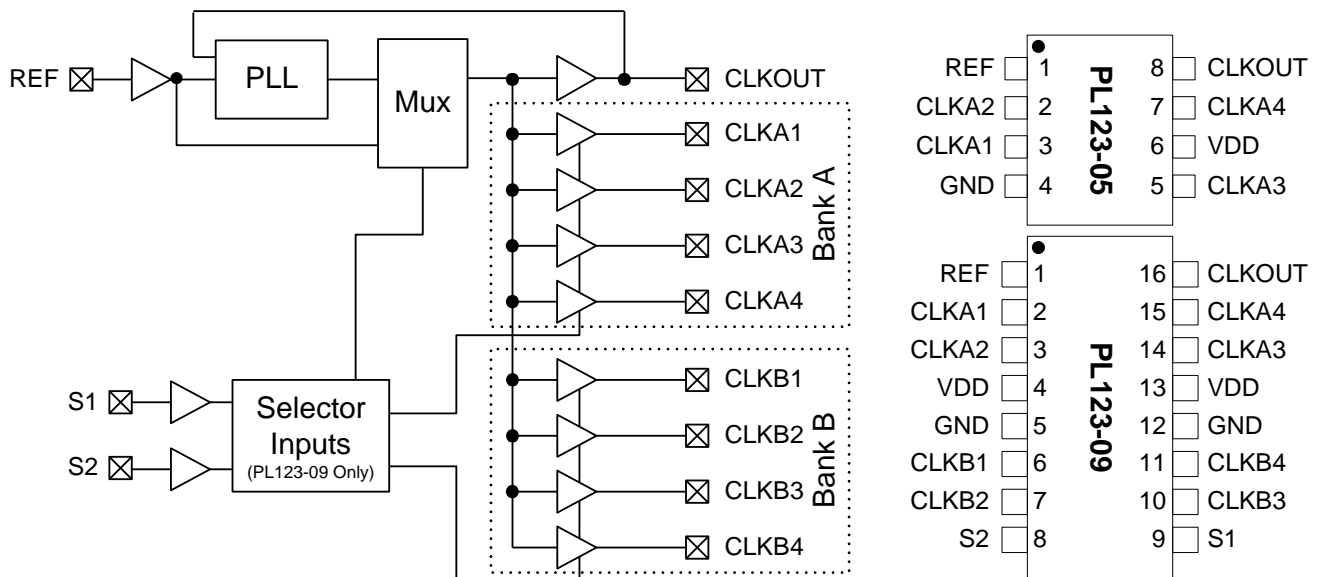 REF
PLL
Mux
CLKOUT
CLKA1
CLKA2
CLKA3
CLKA4
Bank A
S1
S2
Selector
Inputs
(PL123-09 Only)
CLKB1
CLKB2
CLKB3
CLKB4
Bank B
REF 1 8 CLKOUT
CLKA2 2 7 CLKA4
CLKA1 3 6 VDD
GND 4 5 CLKA3
PL123-05
REF 1 16 CLKOUT
CLKA1 2 15 CLKA4
CLKA2 3 14 CLKA3
VDD 4 13 VDD
GND 5 12 GND
CLKB1 6 11 CLKB4
CLKB2 7 10 CLKB3
S2 8 9 S1
PL123-09